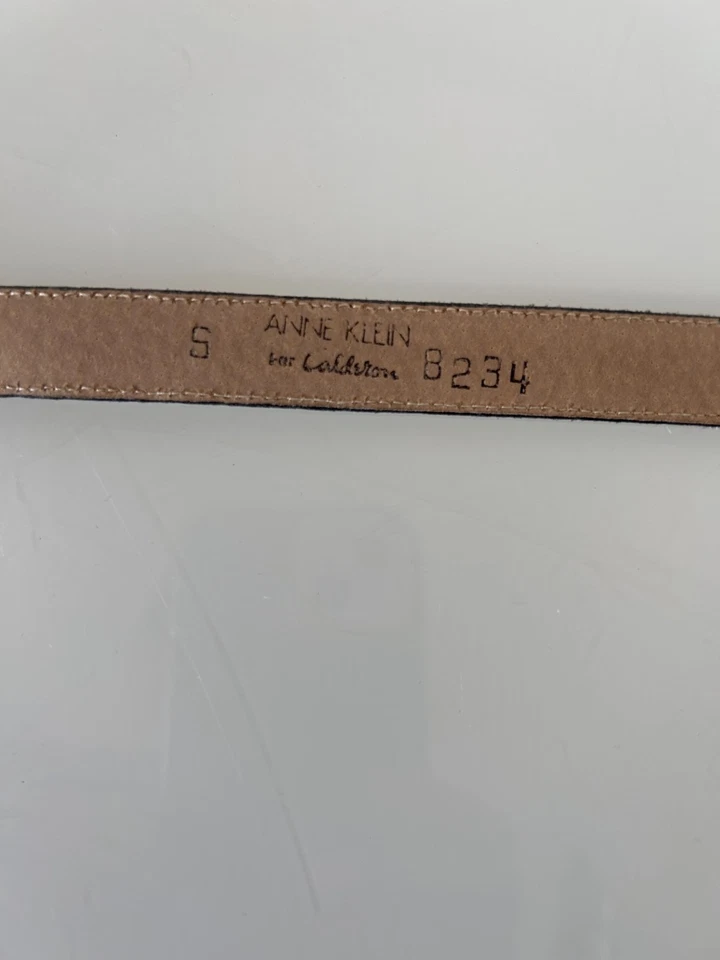 S
ANNE KLEIN
for Calderon
8234